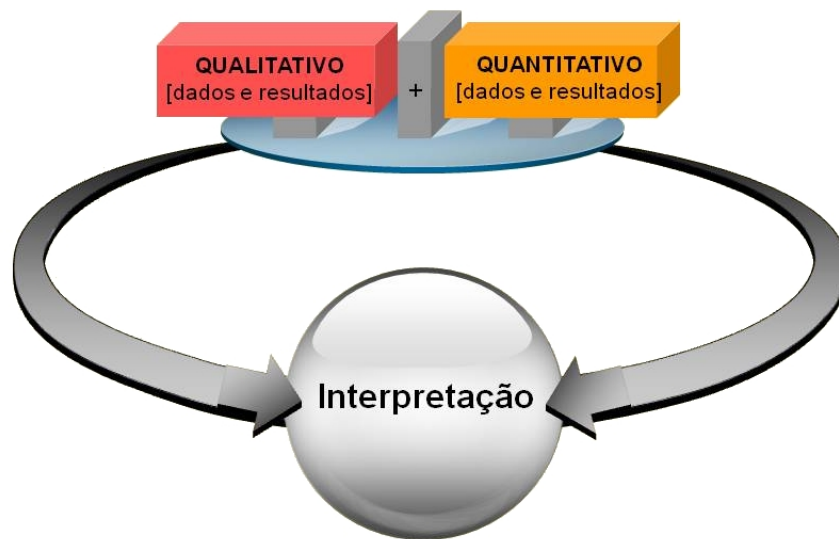 QUALITATIVO
[dados e resultados]
+
QUANTITATIVO
[dados e resultados]
Interpretação